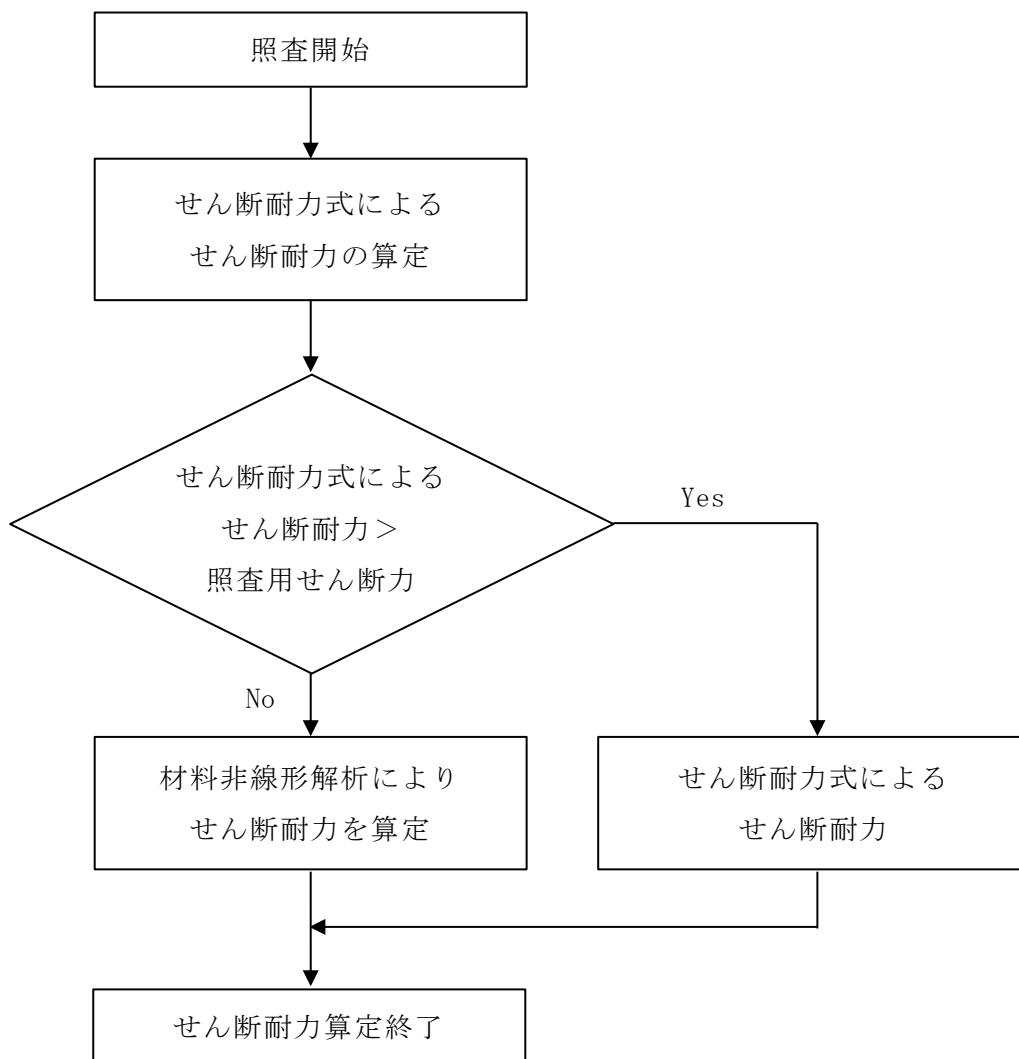 照査開始
せん断耐力式による
せん断耐力の算定
せん断耐力式による
せん断耐力＞
照査用せん断力
Yes
No
材料非線形解析により
せん断耐力を算定
せん断耐力式による
せん断耐力
せん断耐力算定終了